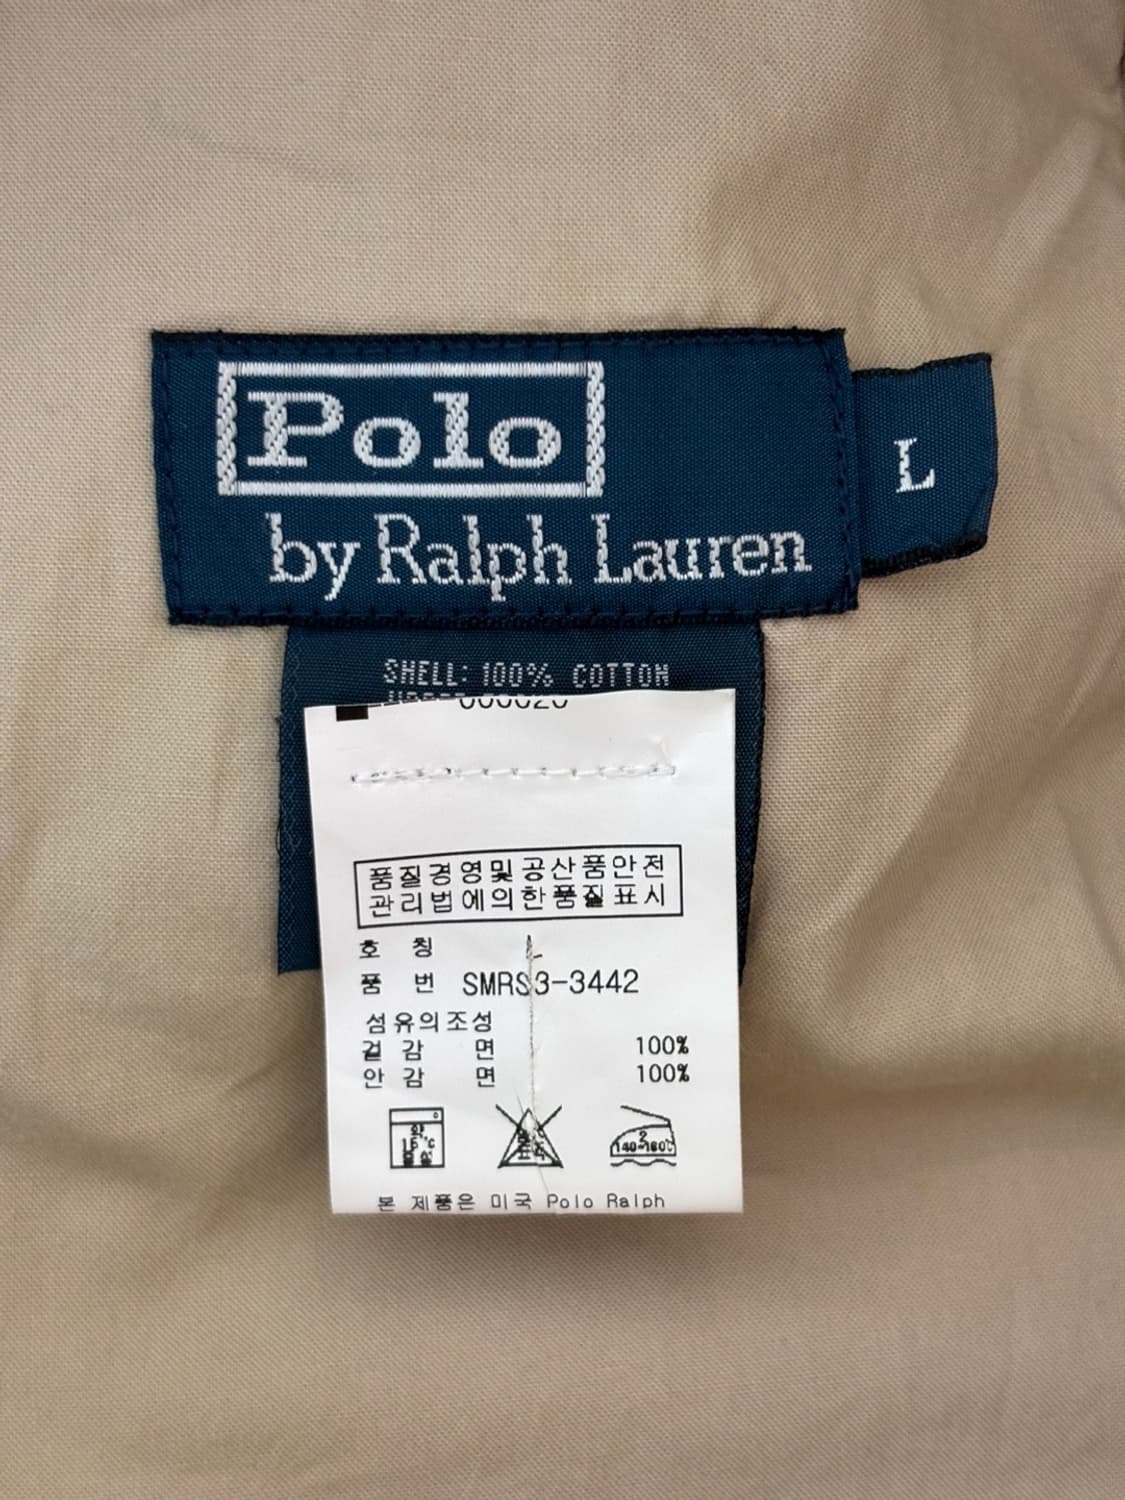 Polo
by Ralph Lauren
L
SHELL: 100% COTTON
품질경영및공산품안전
관리법에의한품질표시
호 칭 L
품 번 SMRS3-3442
섬유의조성
겉감 면 100%
안감 면 100%
140-160℃
본 제품은 미국 Polo Ralph